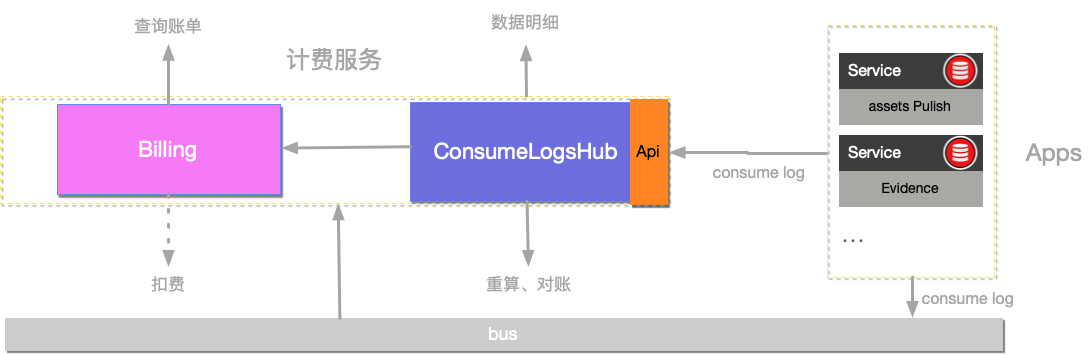 查询账单
数据明细
计费服务
Service
assets Pulish
Billing
ConsumeLogsHub
Api
consume log
Service
Evidence
Apps
...
扣费
重算、对账
consume log
bus